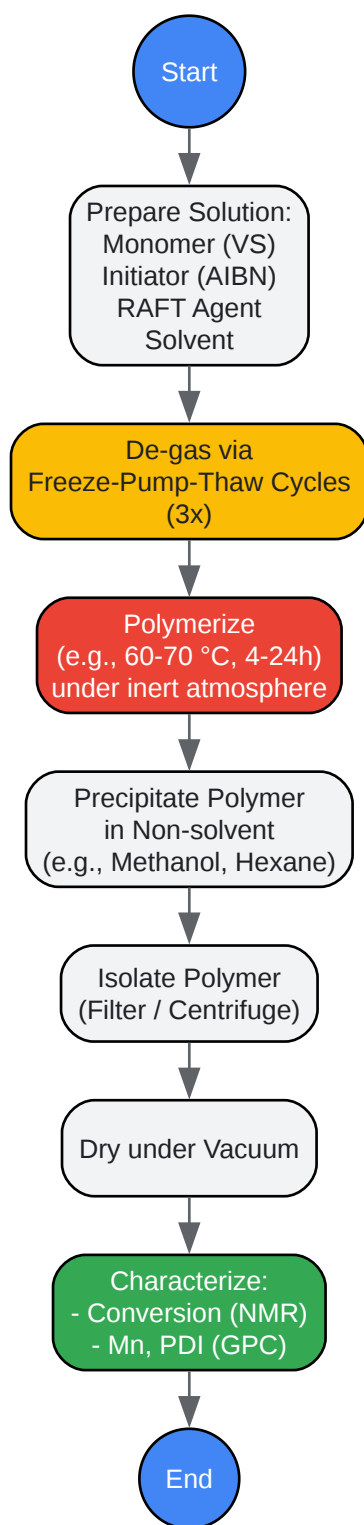 Start
Prepare Solution:
Monomer (VS)
Initiator (AIBN)
RAFT Agent
Solvent
De-gas via
Freeze-Pump-Thaw Cycles
(3x)
Polymerize
(e.g., 60-70 °C, 4-24h)
under inert atmosphere
Precipitate Polymer
in Non-solvent
(e.g., Methanol, Hexane)
Isolate Polymer
(Filter / Centrifuge)
Dry under Vacuum
Characterize:
- Conversion (NMR)
- Mn, PDI (GPC)
End